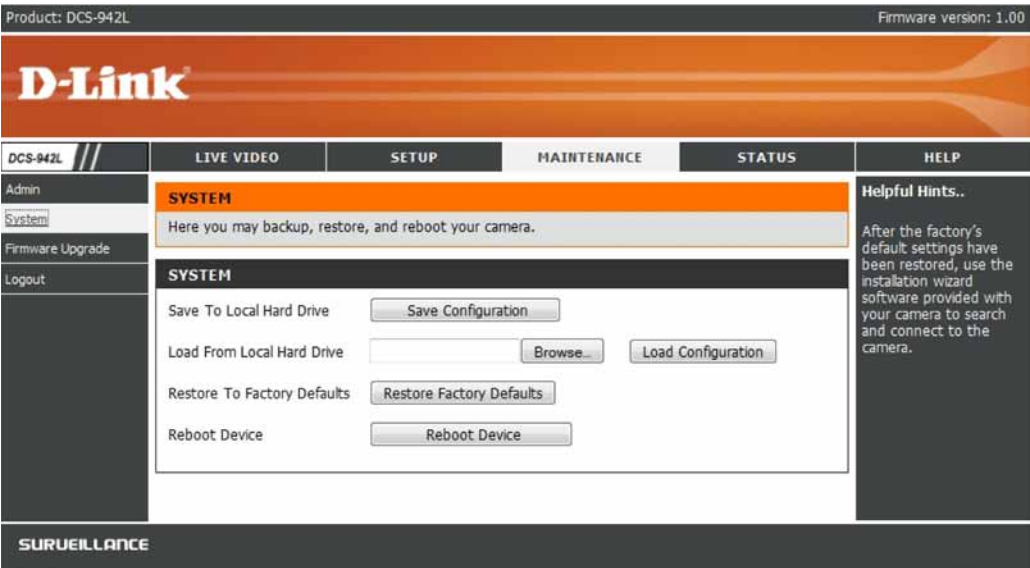 Product: DCS-942L
Firmware version: 1.00
D-Link
DCS-942L
LIVE VIDEO
SETUP
MAINTENANCE
STATUS
HELP
Admin
System
Firmware Upgrade
Logout
SYSTEM
Here you may backup, restore, and reboot your camera.
SYSTEM
Save To Local Hard Drive
Save Configuration
Load From Local Hard Drive
Browse...
Load Configuration
Restore To Factory Defaults
Restore Factory Defaults
Reboot Device
Reboot Device
Helpful Hints..
After the factory's
default settings have
been restored, use the
installation wizard
software provided with
your camera to search
and connect to the
camera.
SURVEILLANCE